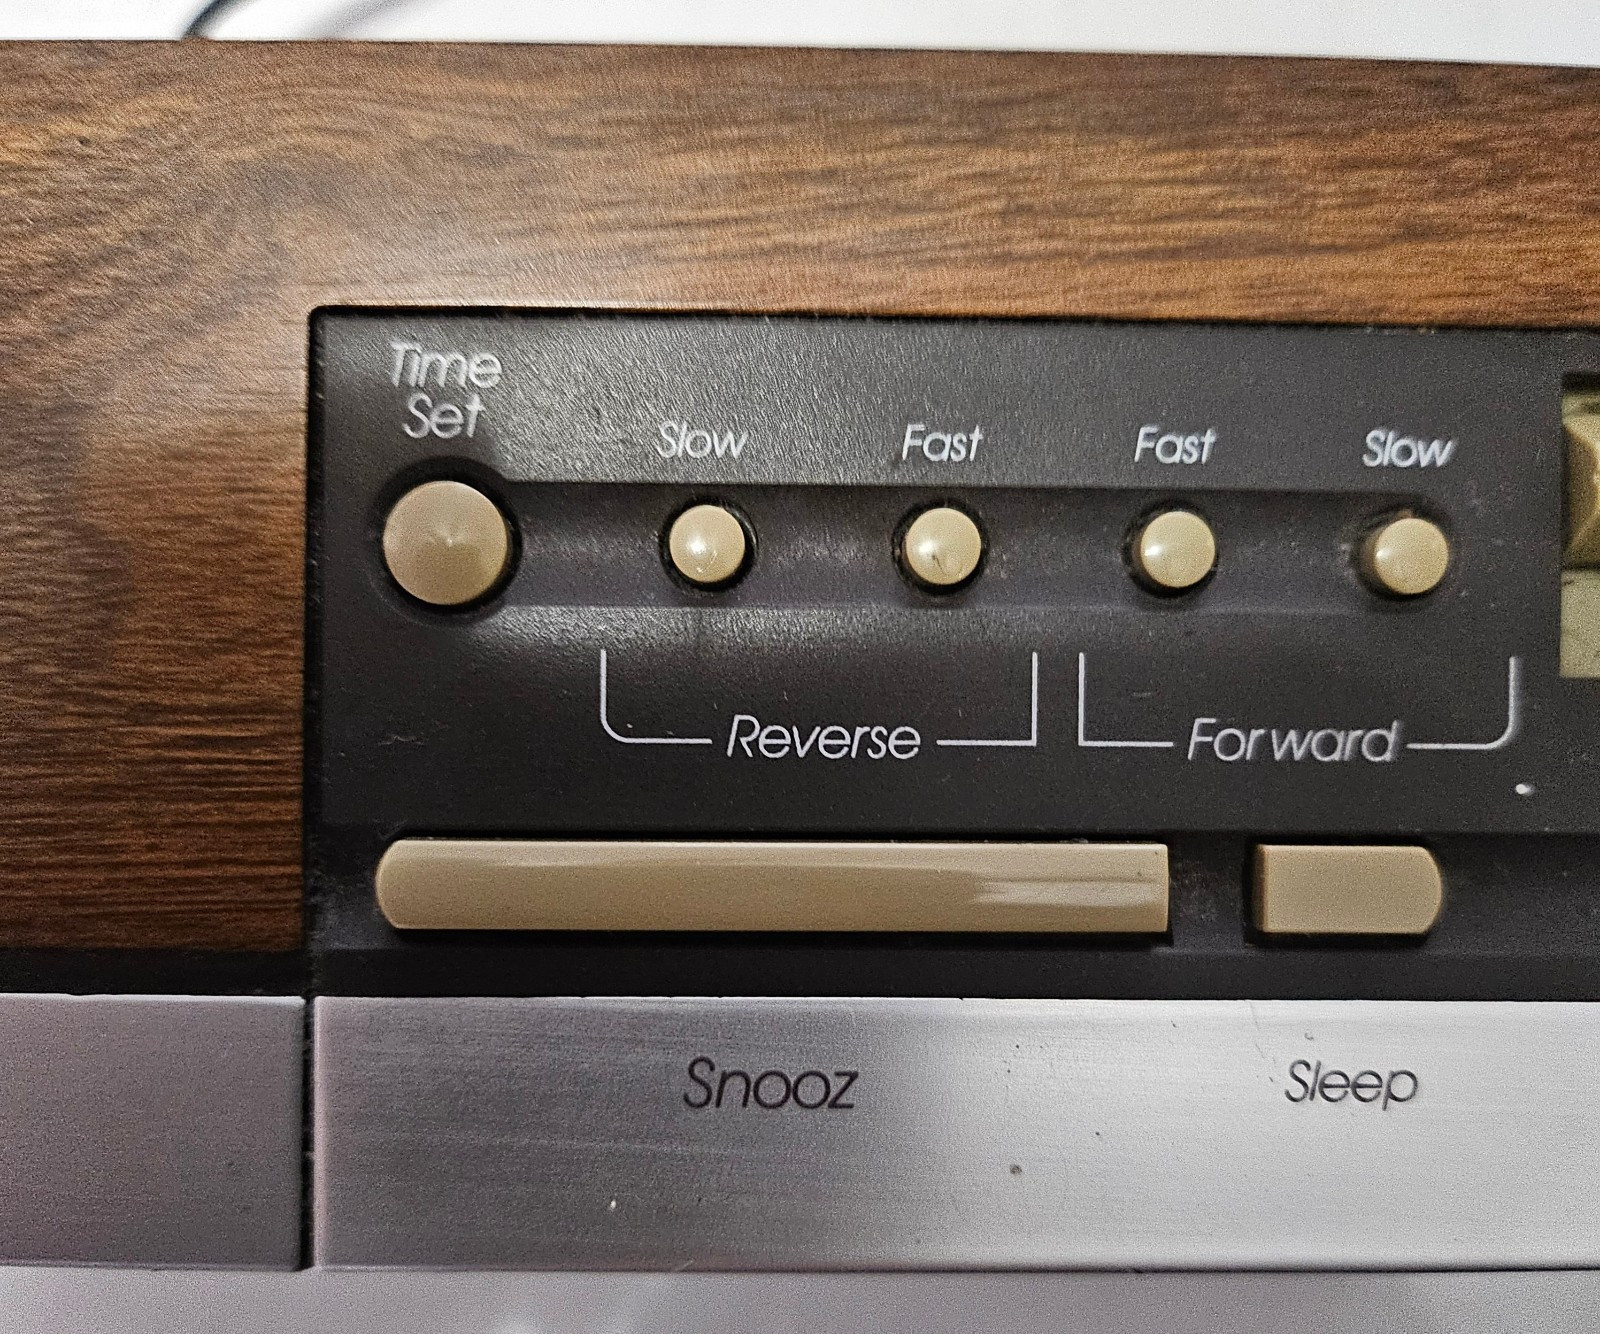 Time
Set
Slow Fast Fast Slow
Reverse Forward
Snooz Sleep